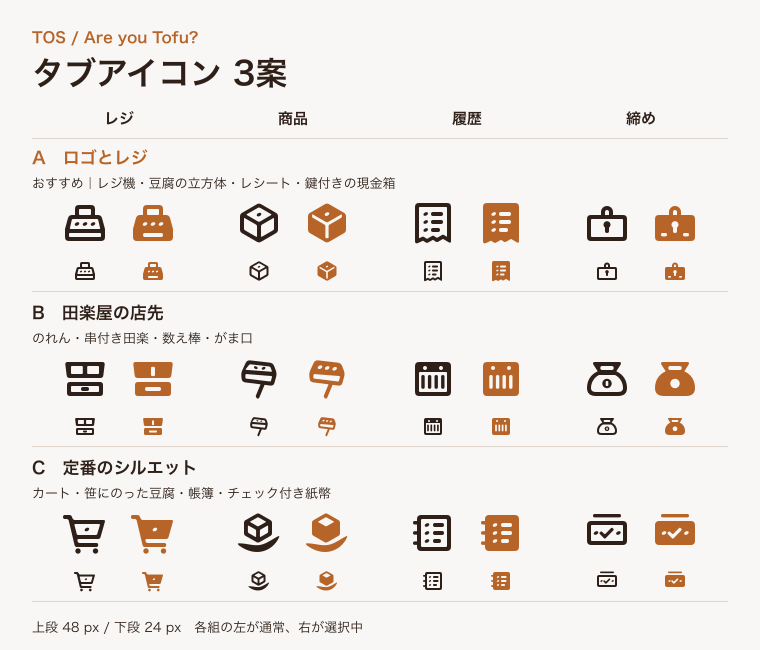 TOS / Are you Tofu?
タブアイコン 3案
レジ 商品 履歴 締め
A ロゴとレジ
おすすめ｜レジ機・豆腐の立方体・レシート・鍵付きの現金箱
B 田楽屋の店先
のれん・串付き田楽・数え棒・がま口
C 定番のシルエット
カート・笹にのった豆腐・帳簿・チェック付き紙幣
上段 48 px / 下段 24 px 各組の左が通常、右が選択中